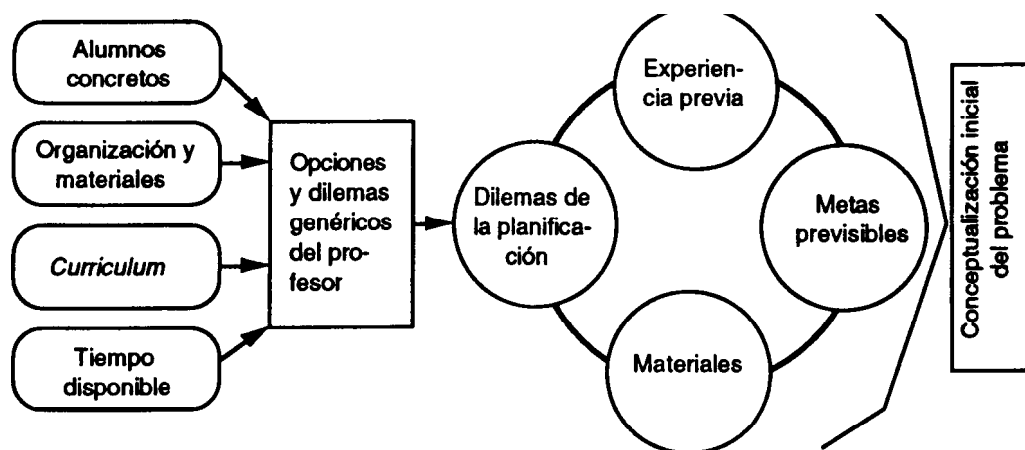 Alumnos
concretos
Organización y
materiales
Curriculum
Tiempo
disponible
Opciones
y dilemas
genéricos
del pro-
fesor
Dilemas de
la planifica-
ción
Experien-
cia previa
Metas
previsibles
Materiales
Conceptualización inicial
del problema